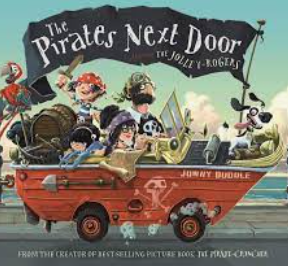 The
Pirates Next Door
THE JOLLEY-ROGERS
JONNY DUDDLE
FROM THE CREATOR OF BEST-SELLING PICTURE BOOK, THE PIRATE-CRUNCHER